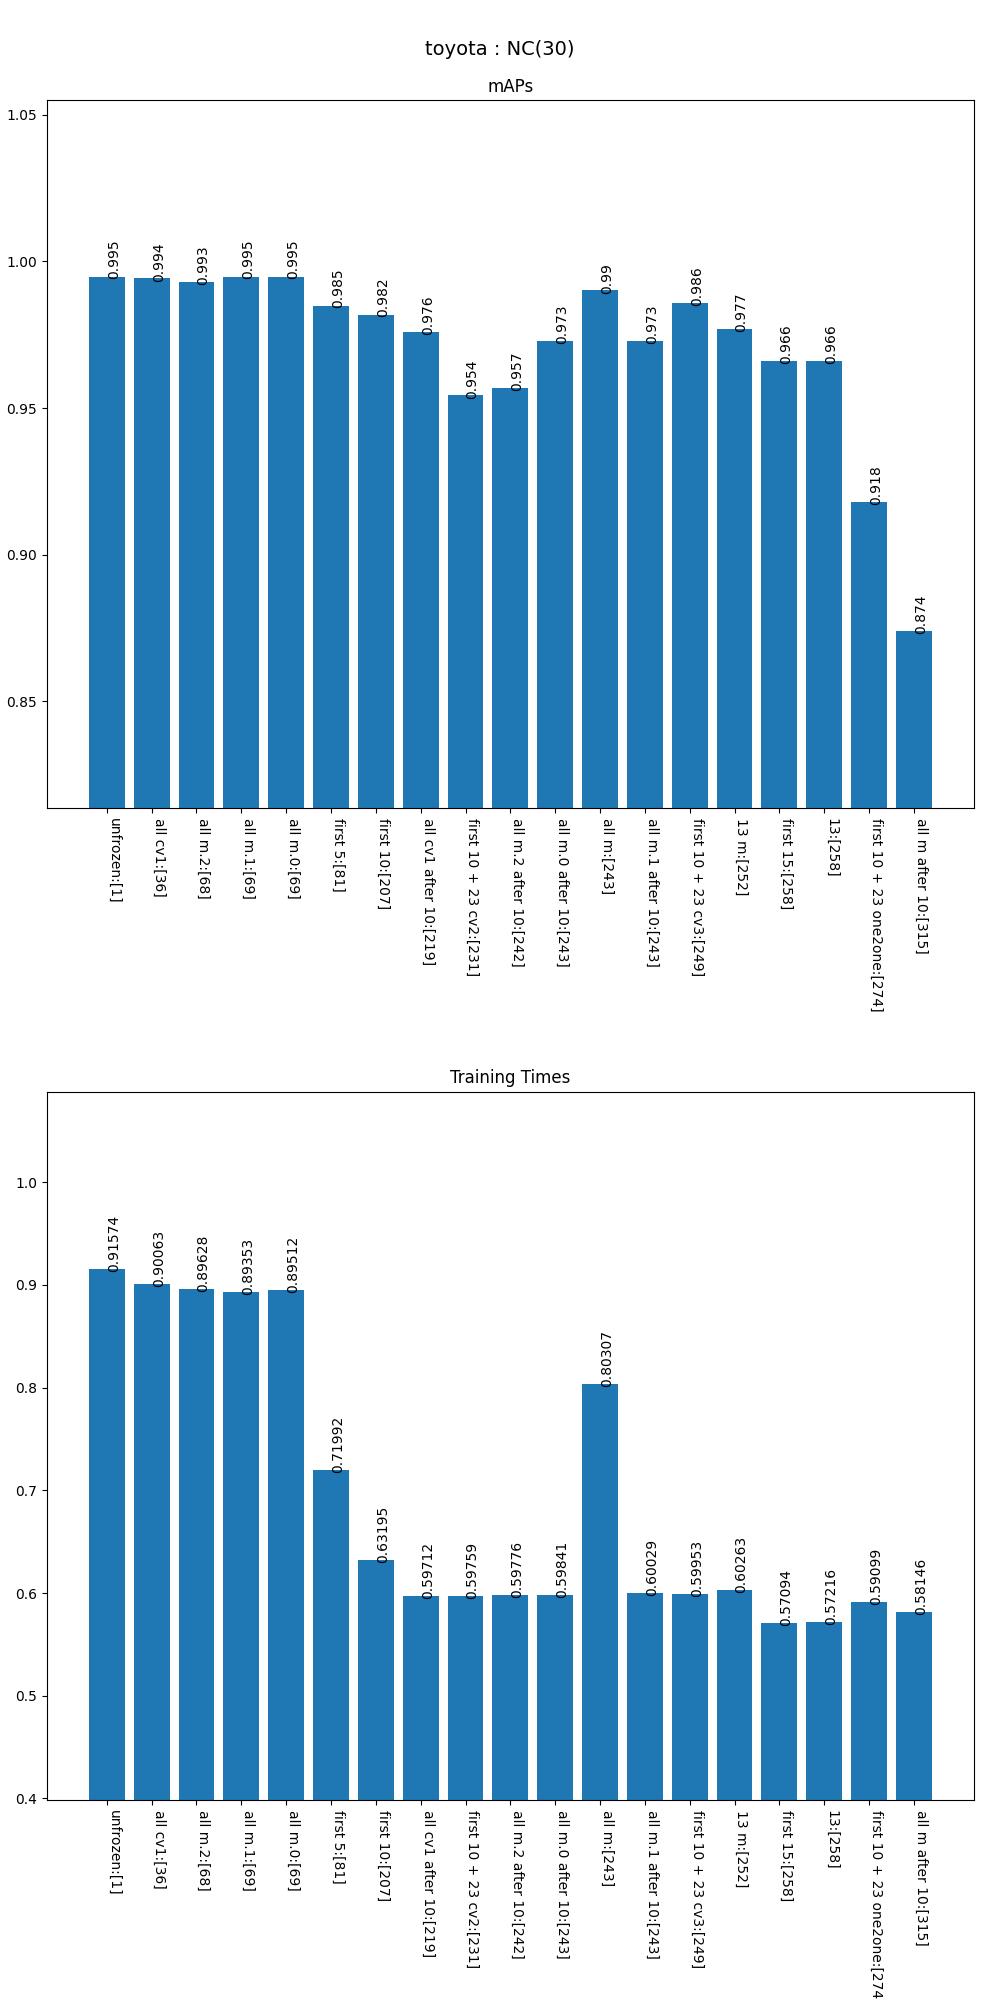 toyota : NC(30)
mAPs
1.05
1.00
0.95
0.90
0.85
0.995
0.994
0.993
0.995
0.995
0.985
0.982
0.976
0.954
0.957
0.973
0.99
0.973
0.986
0.977
0.966
0.966
0.918
0.874
unfrozen:[1]
all cv1:[36]
all m.2:[68]
all m.1:[69]
all m.0:[69]
first 5:[81]
first 10:[207]
all cv1 after 10:[219]
first 10 + 23 cv2:[231]
all m.2 after 10:[242]
all m.0 after 10:[243]
all m:[243]
all m.1 after 10:[243]
first 10 + 23 cv3:[249]
13 m:[252]
first 15:[258]
13:[258]
first 10 + 23 one2one:[274]
all m after 10:[315]
Training Times
1.0
0.9
0.8
0.7
0.6
0.5
0.4
0.91574
0.90063
0.89628
0.89353
0.89512
0.71992
0.63195
0.59712
0.59759
0.59776
0.59841
0.80307
0.60029
0.59953
0.60263
0.57094
0.57216
0.59069
0.58146
unfrozen:[1]
all cv1:[36]
all m.2:[68]
all m.1:[69]
all m.0:[69]
first 5:[81]
first 10:[207]
all cv1 after 10:[219]
first 10 + 23 cv2:[231]
all m.2 after 10:[242]
all m.0 after 10:[243]
all m:[243]
all m.1 after 10:[243]
first 10 + 23 cv3:[249]
13 m:[252]
first 15:[258]
13:[258]
first 10 + 23 one2one:[274
all m after 10:[315]